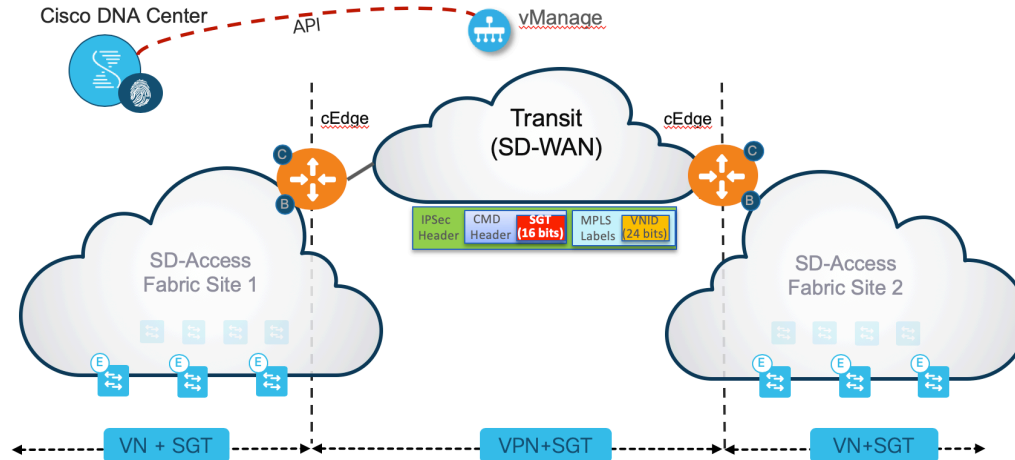 Cisco DNA Center
API
vManage
cEdge
Transit
(SD-WAN)
cEdge
C
B
C
B
IPSec
Header
CMD
Header
SGT
(16 bits)
MPLS
Labels
VNID
(24 bits)
SD-Access
Fabric Site 1
SD-Access
Fabric Site 2
E
E
E
E
E
E
VN + SGT
VPN+SGT
VN+SGT